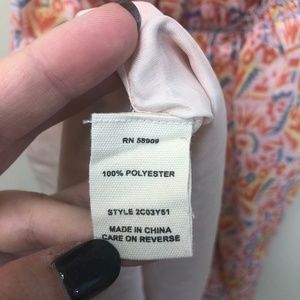 RN 58909
100% POLYESTER
STYLE 2C03Y51
MADE IN CHINA
CARE ON REVERSE